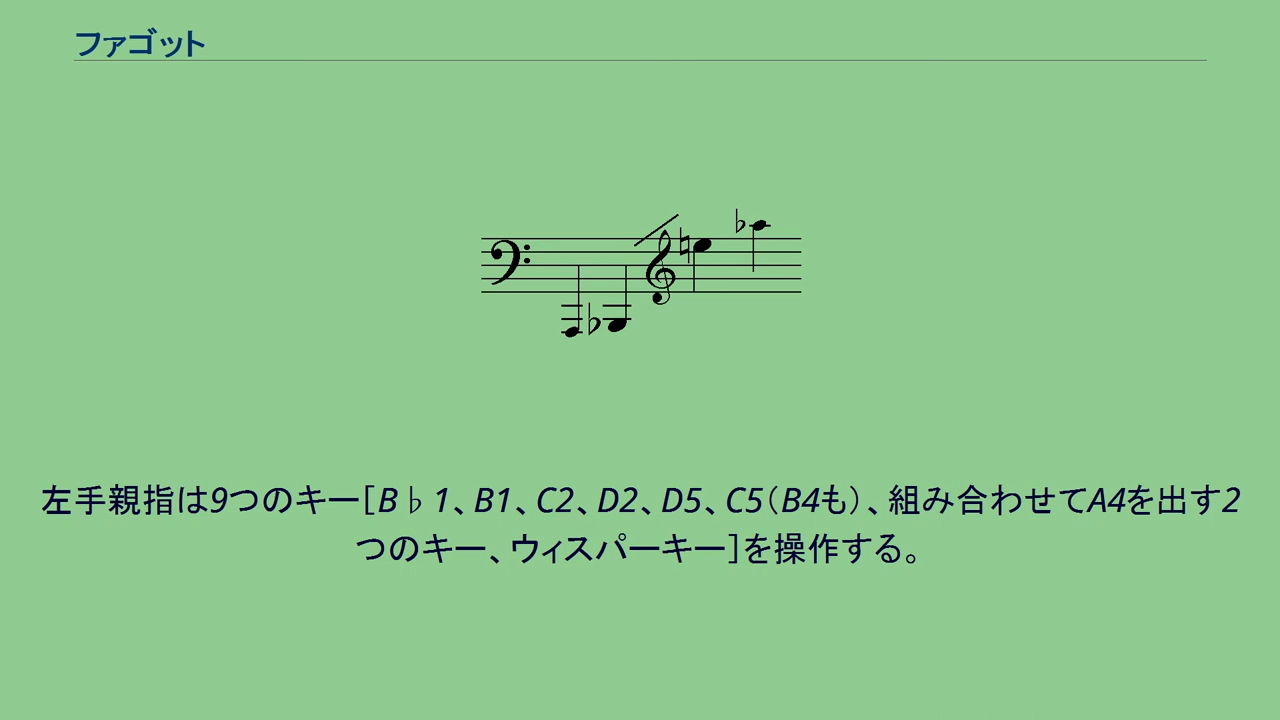 ファゴット
左手親指は9つのキー[B♭1、B1、C2、D2、D5、C5(B4も)、組み合わせてA4を出す2
つのキー、ウィスパーキー]を操作する。